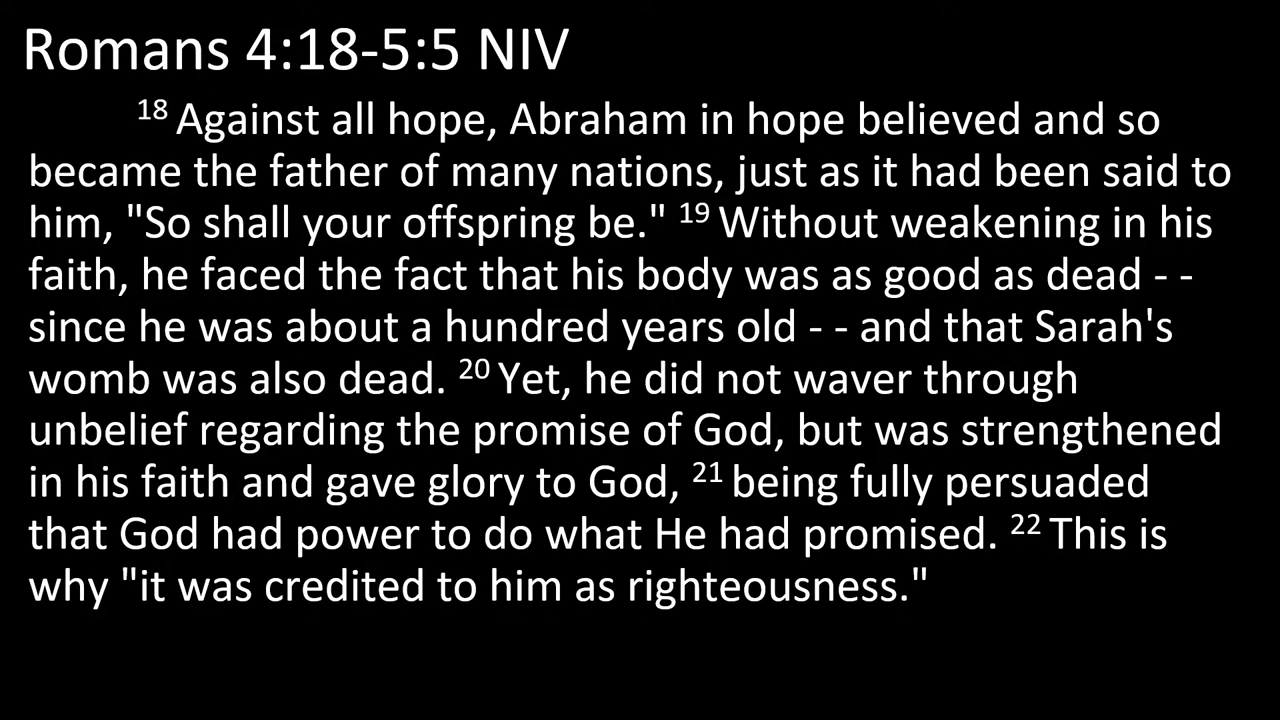 Romans 4:18-5:5 NIV
18 Against all hope, Abraham in hope believed and so
became the father of many nations, just as it had been said to
him, "So shall your offspring be." 19 Without weakening in his
faith, he faced the fact that his body was as good as dead - -
since he was about a hundred years old - - and that Sarah's
womb was also dead. 20 Yet, he did not waver through
unbelief regarding the promise of God, but was strengthened
in his faith and gave glory to God, 21 being fully persuaded
that God had power to do what He had promised. 22 This is
why "it was credited to him as righteousness."